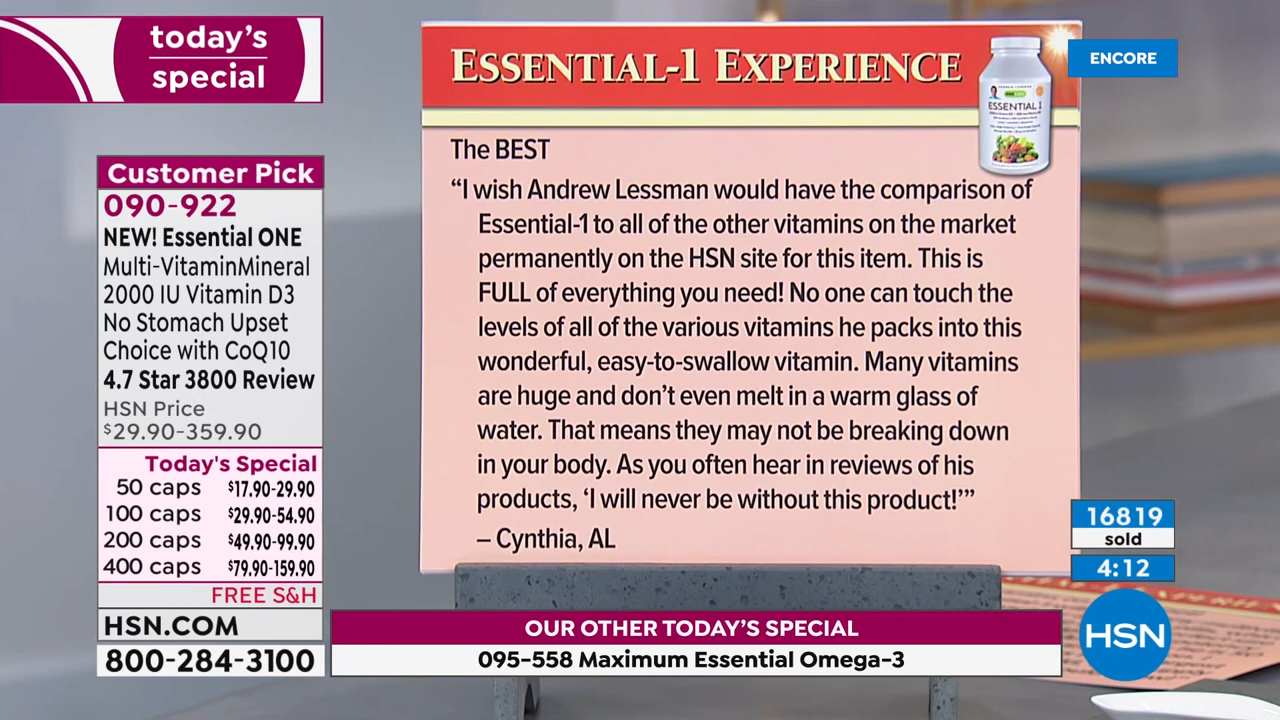 today's
special
Customer Pick
090-922
NEW! Essential ONE
Multi-VitaminMineral
2000 IU Vitamin D3
No Stomach Upset
Choice with CoQ10
4.7 Star 3800 Review
HSN Price
$29.90-359.90
Today's Special
50 caps $17.90-29.90
100 caps $29.90-54.90
200 caps $49.90-99.90
400 caps $79.90-159.90
FREE S&H
HSN.COM
800-284-3100
ESSENTIAL-1 EXPERIENCE
ESSENTIAL 1
The BEST
“I wish Andrew Lessman would have the comparison of
Essential-1 to all of the other vitamins on the market
permanently on the HSN site for this item. This is
FULL of everything you need! No one can touch the
levels of all of the various vitamins he packs into this
wonderful, easy-to-swallow vitamin. Many vitamins
are huge and don’t even melt in a warm glass of
water. That means they may not be breaking down
in your body. As you often hear in reviews of his
products, ‘I will never be without this product!’”
– Cynthia, AL
ENCORE
16819
sold
4:12
HSN
OUR OTHER TODAY'S SPECIAL
095-558 Maximum Essential Omega-3